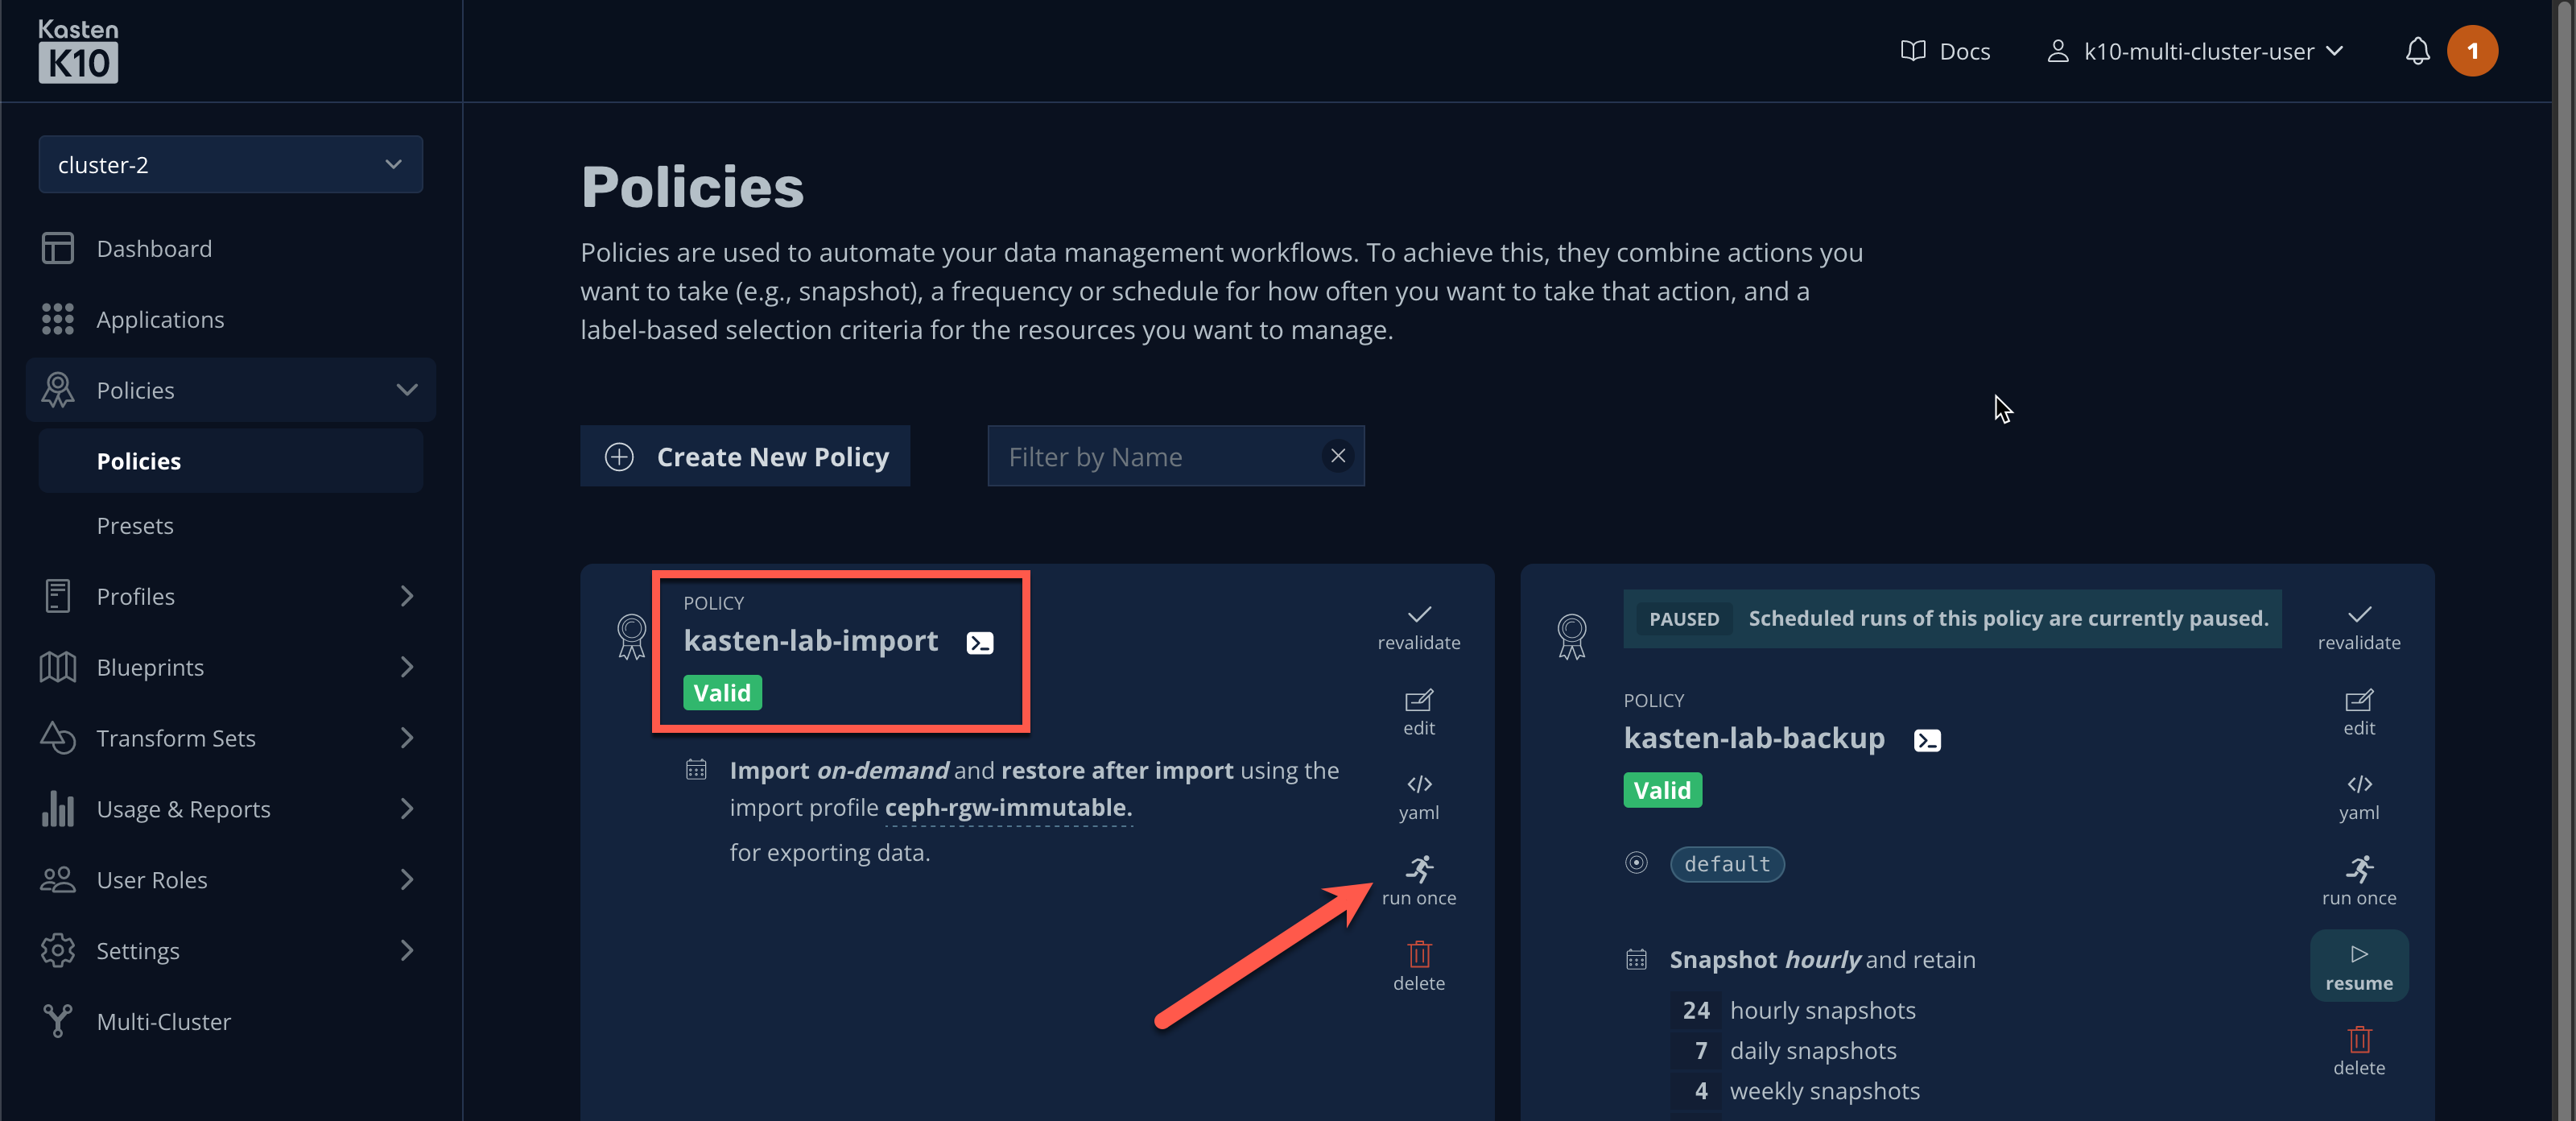 Kasten
K10
Docs
k10-multi-cluster-user
1
cluster-2
Dashboard
Applications
Policies
Policies
Presets
Profiles
Blueprints
Transform Sets
Usage & Reports
User Roles
Settings
Multi-Cluster
Policies
Policies are used to automate your data management workflows. To achieve this, they combine actions you
want to take (e.g., snapshot), a frequency or schedule for how often you want to take that action, and a
label-based selection criteria for the resources you want to manage.
Create New Policy
Filter by Name
POLICY
kasten-lab-import
Valid
Import on-demand and restore after import using the
import profile ceph-rgw-immutable.
for exporting data.
revalidate
edit
yaml
run once
delete
PAUSED Scheduled runs of this policy are currently paused.
POLICY
kasten-lab-backup
Valid
default
Snapshot hourly and retain
24 hourly snapshots
7 daily snapshots
4 weekly snapshots
revalidate
edit
yaml
run once
resume
delete